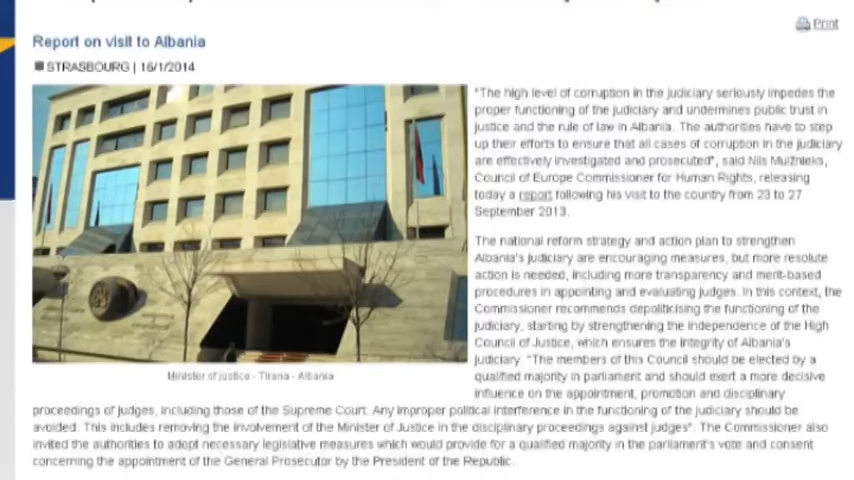 Print
Report on visit to Albania
STRASBOURG | 16/1/2014
"The high level of corruption in the judiciary seriously impedes the
proper functioning of the judiciary and undermines public trust in
justice and the rule of law in Albania. The authorities have to step
up their efforts to ensure that all cases of corruption in the judiciary
are effectively investigated and prosecuted", said Nils Muižnieks,
Council of Europe Commissioner for Human Rights, releasing
today a report following his visit to the country from 23 to 27
September 2013.
The national reform strategy and action plan to strengthen
Albania's judiciary are encouraging measures, but more resolute
action is needed, including more transparency and merit-based
procedures in appointing and evaluating judges. In this context, the
Commissioner recommends depoliticising the functioning of the
judiciary, starting by strengthening the independence of the High
Council of Justice, which ensures the integrity of Albania's
judiciary. "The members of this Council should be elected by a
qualified majority in parliament and should exert a more decisive
influence on the appointment, promotion and disciplinary
Minister of justice - Tirana - Albania
proceedings of judges, including those of the Supreme Court. Any improper political interference in the functioning of the judiciary should be
avoided. This includes removing the involvement of the Minister of Justice in the disciplinary proceedings against judges". The Commissioner also
invited the authorities to adopt necessary legislative measures which would provide for a qualified majority in the parliament's vote and consent
concerning the appointment of the General Prosecutor by the President of the Republic.